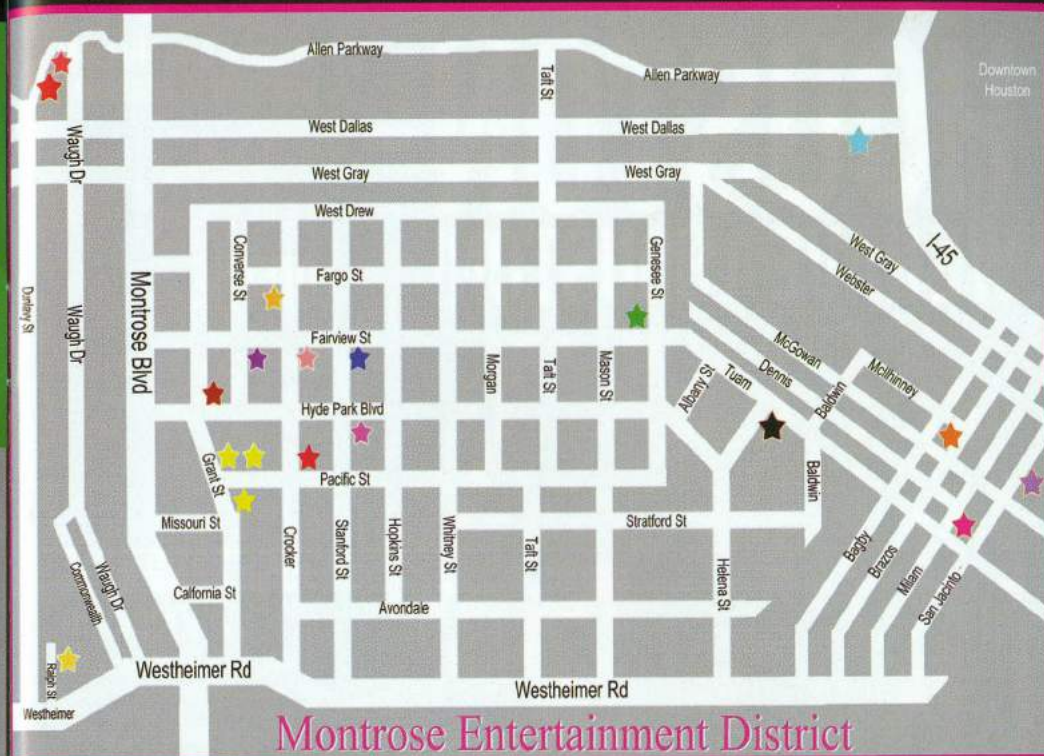 Allen Parkway
Allen Parkway
Downtown
Houston
Taft St
West Dallas
West Dallas
Waugh Dr
West Gray
West Gray
West Drew
Converse St
Genesee St
I-45
West Gray
Webster
Fargo St
Dunlavy St
Waugh Dr
Montrose Blvd
Fairview St
McGowan
Dennis
McIlhinney
Morgan
Taft St
Mason St
Albany St
Tuam
Baldwin
Hyde Park Blvd
Grant St
Pacific St
Baldwin
Missouri St
Stratford St
Crocker
Stanford St
Hopkins St
Whitney St
Taft St
Helena St
Bagby
Brazos
Milam
San Jacinto
Commonwealth
Waugh Dr
Calfornia St
Avondale
Ralph St
Westheimer Rd
Westheimer Rd
Westheimer
Montrose Entertainment District